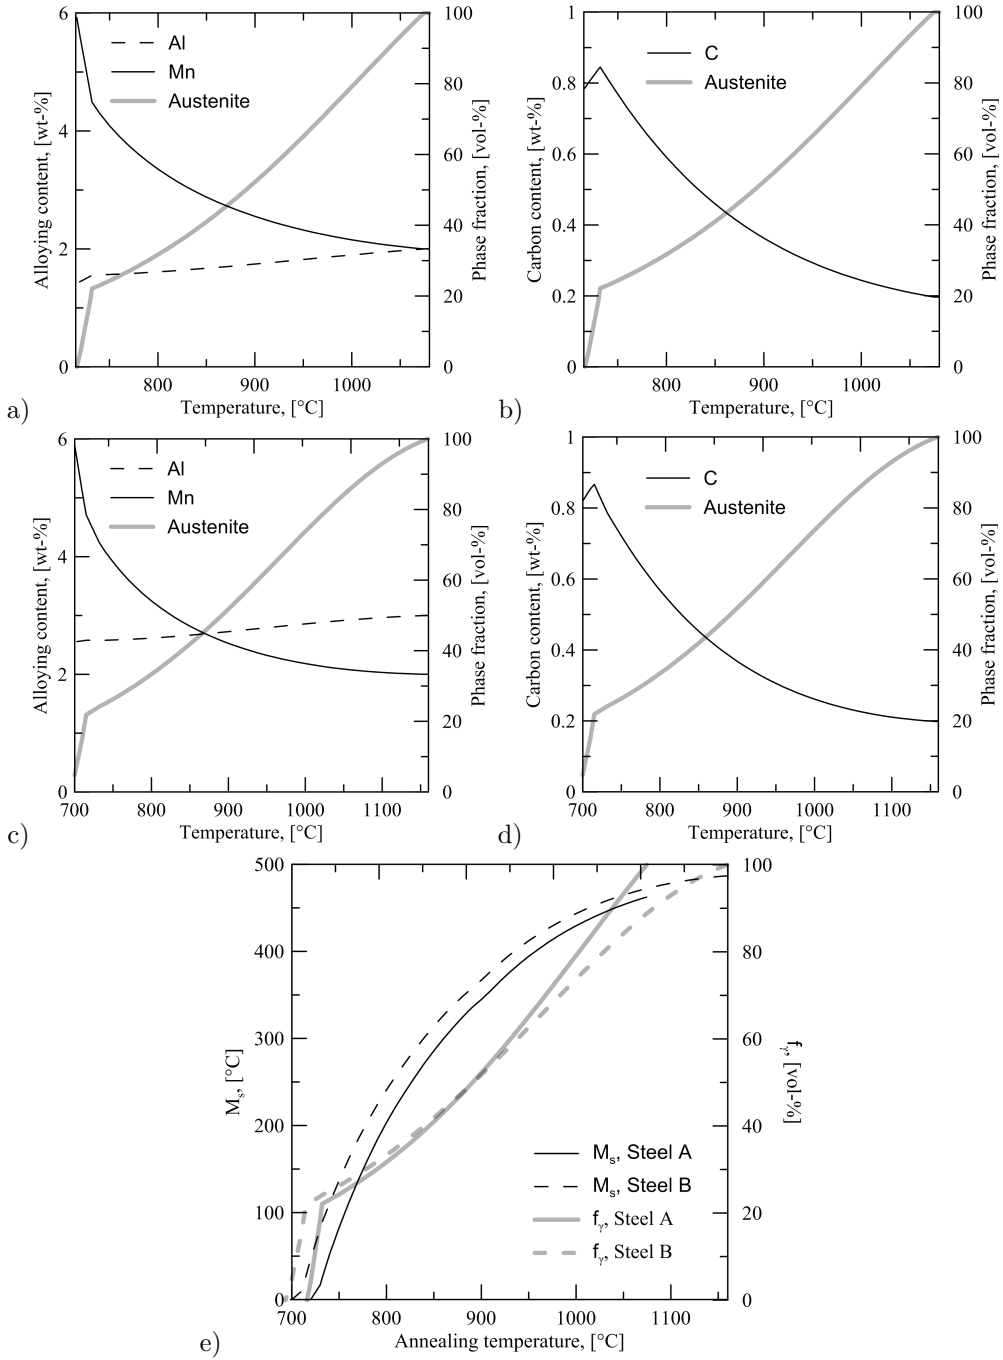 6
4
2
0
100
80
60
40
20
0
Al
Mn
Austenite
Alloying content, [wt-%]
Phase fraction, [vol-%]
800 900 1000
Temperature, [°C]
a)
1
0.8
0.6
0.4
0.2
0
100
80
60
40
20
0
C
Austenite
Carbon content, [wt-%]
Phase fraction, [vol-%]
800 900 1000
Temperature, [°C]
b)
6
4
2
0
100
80
60
40
20
0
Al
Mn
Austenite
Alloying content, [wt-%]
Phase fraction, [vol-%]
700 800 900 1000 1100
Temperature, [°C]
c)
1
0.8
0.6
0.4
0.2
0
100
80
60
40
20
0
C
Austenite
Carbon content, [wt-%]
Phase fraction, [vol-%]
700 800 900 1000 1100
Temperature, [°C]
d)
500
400
300
200
100
0
100
80
60
40
20
0
Ms, [°C]
fγ, [vol-%]
Ms, Steel A
Ms, Steel B
fγ, Steel A
fγ, Steel B
700 800 900 1000 1100
Annealing temperature, [°C]
e)